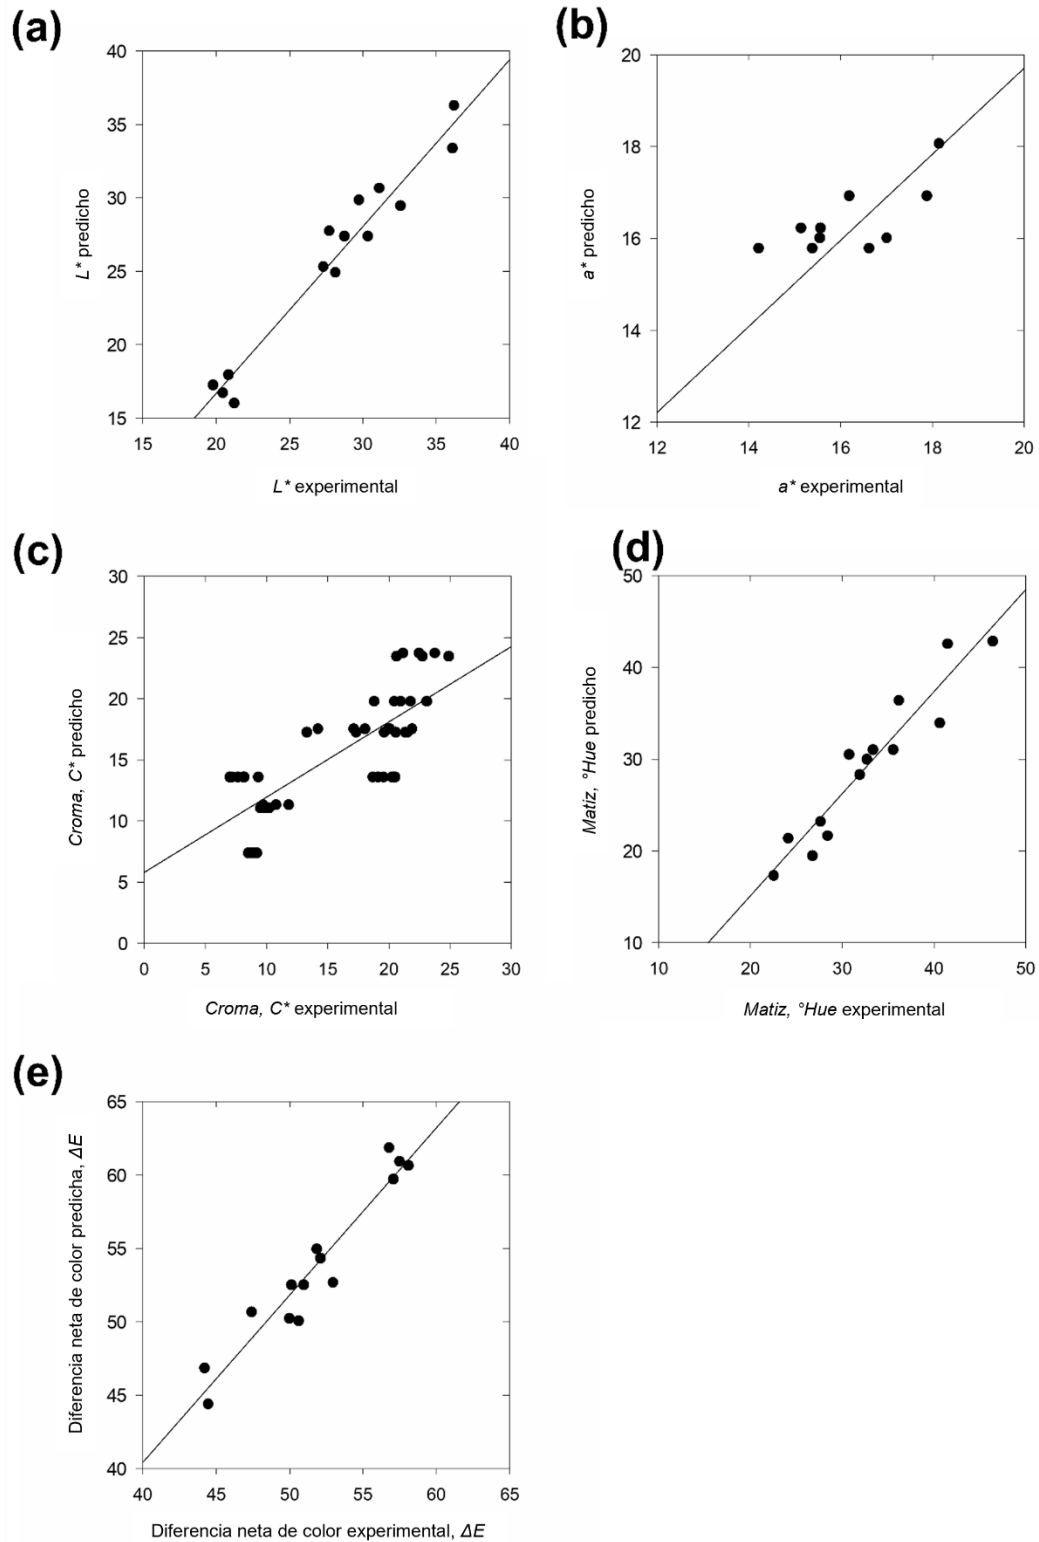 (a)
40
35
30
25
20
15
15 20 25 30 35 40
L* predicho
L* experimental
(b)
20
18
16
14
12
12 14 16 18 20
a* predicho
a* experimental
(c)
30
25
20
15
10
5
0
0 5 10 15 20 25 30
Croma, C* predicho
Croma, C* experimental
(d)
50
40
30
20
10
10 20 30 40 50
Matiz, °Hue predicho
Matiz, °Hue experimental
(e)
65
60
55
50
45
40
40 45 50 55 60 65
Diferencia neta de color predicha, ΔE
Diferencia neta de color experimental, ΔE